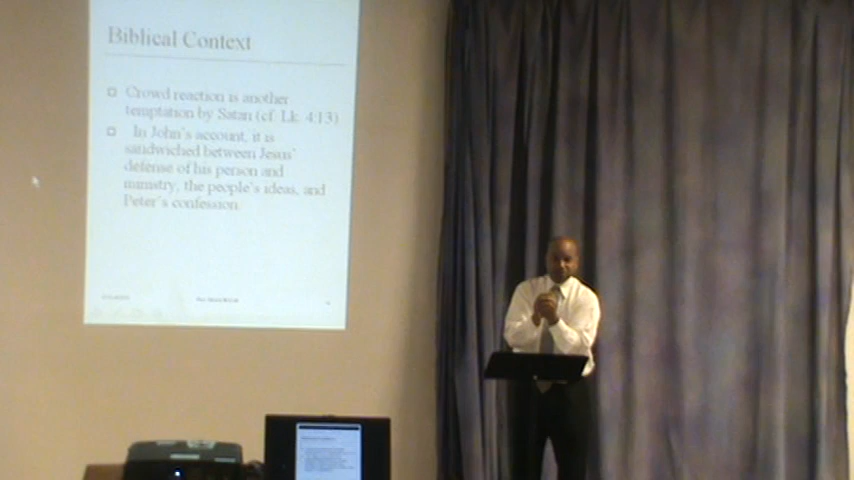 Biblical Context
Crowd reaction is another
temptation by Satan (cf. Lk. 4:13)
In John's account, it is
sandwiched between Jesus'
defense of his person and
ministry, the people's ideas, and
Peter's confession.